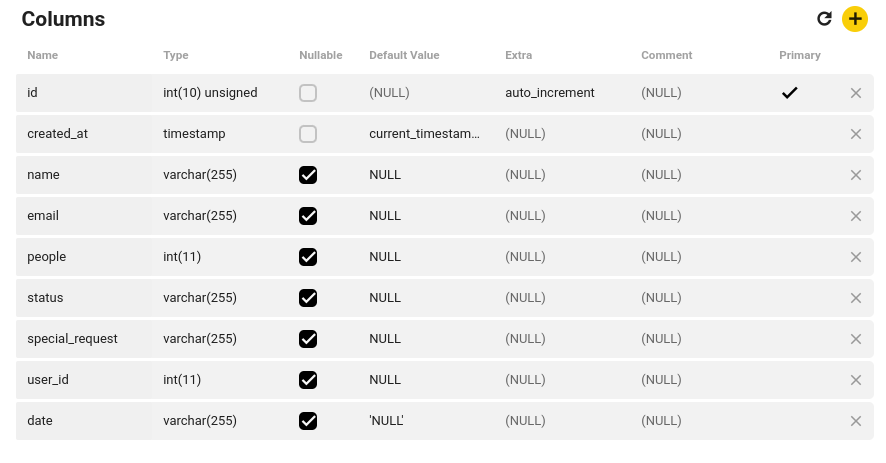 Columns
Name Type Nullable Default Value Extra Comment Primary
id int(10) unsigned (NULL) auto_increment (NULL)
created_at timestamp current_timestam... (NULL) (NULL)
name varchar(255) NULL (NULL) (NULL)
email varchar(255) NULL (NULL) (NULL)
people int(11) NULL (NULL) (NULL)
status varchar(255) NULL (NULL) (NULL)
special_request varchar(255) NULL (NULL) (NULL)
user_id int(11) NULL (NULL) (NULL)
date varchar(255) 'NULL' (NULL) (NULL)